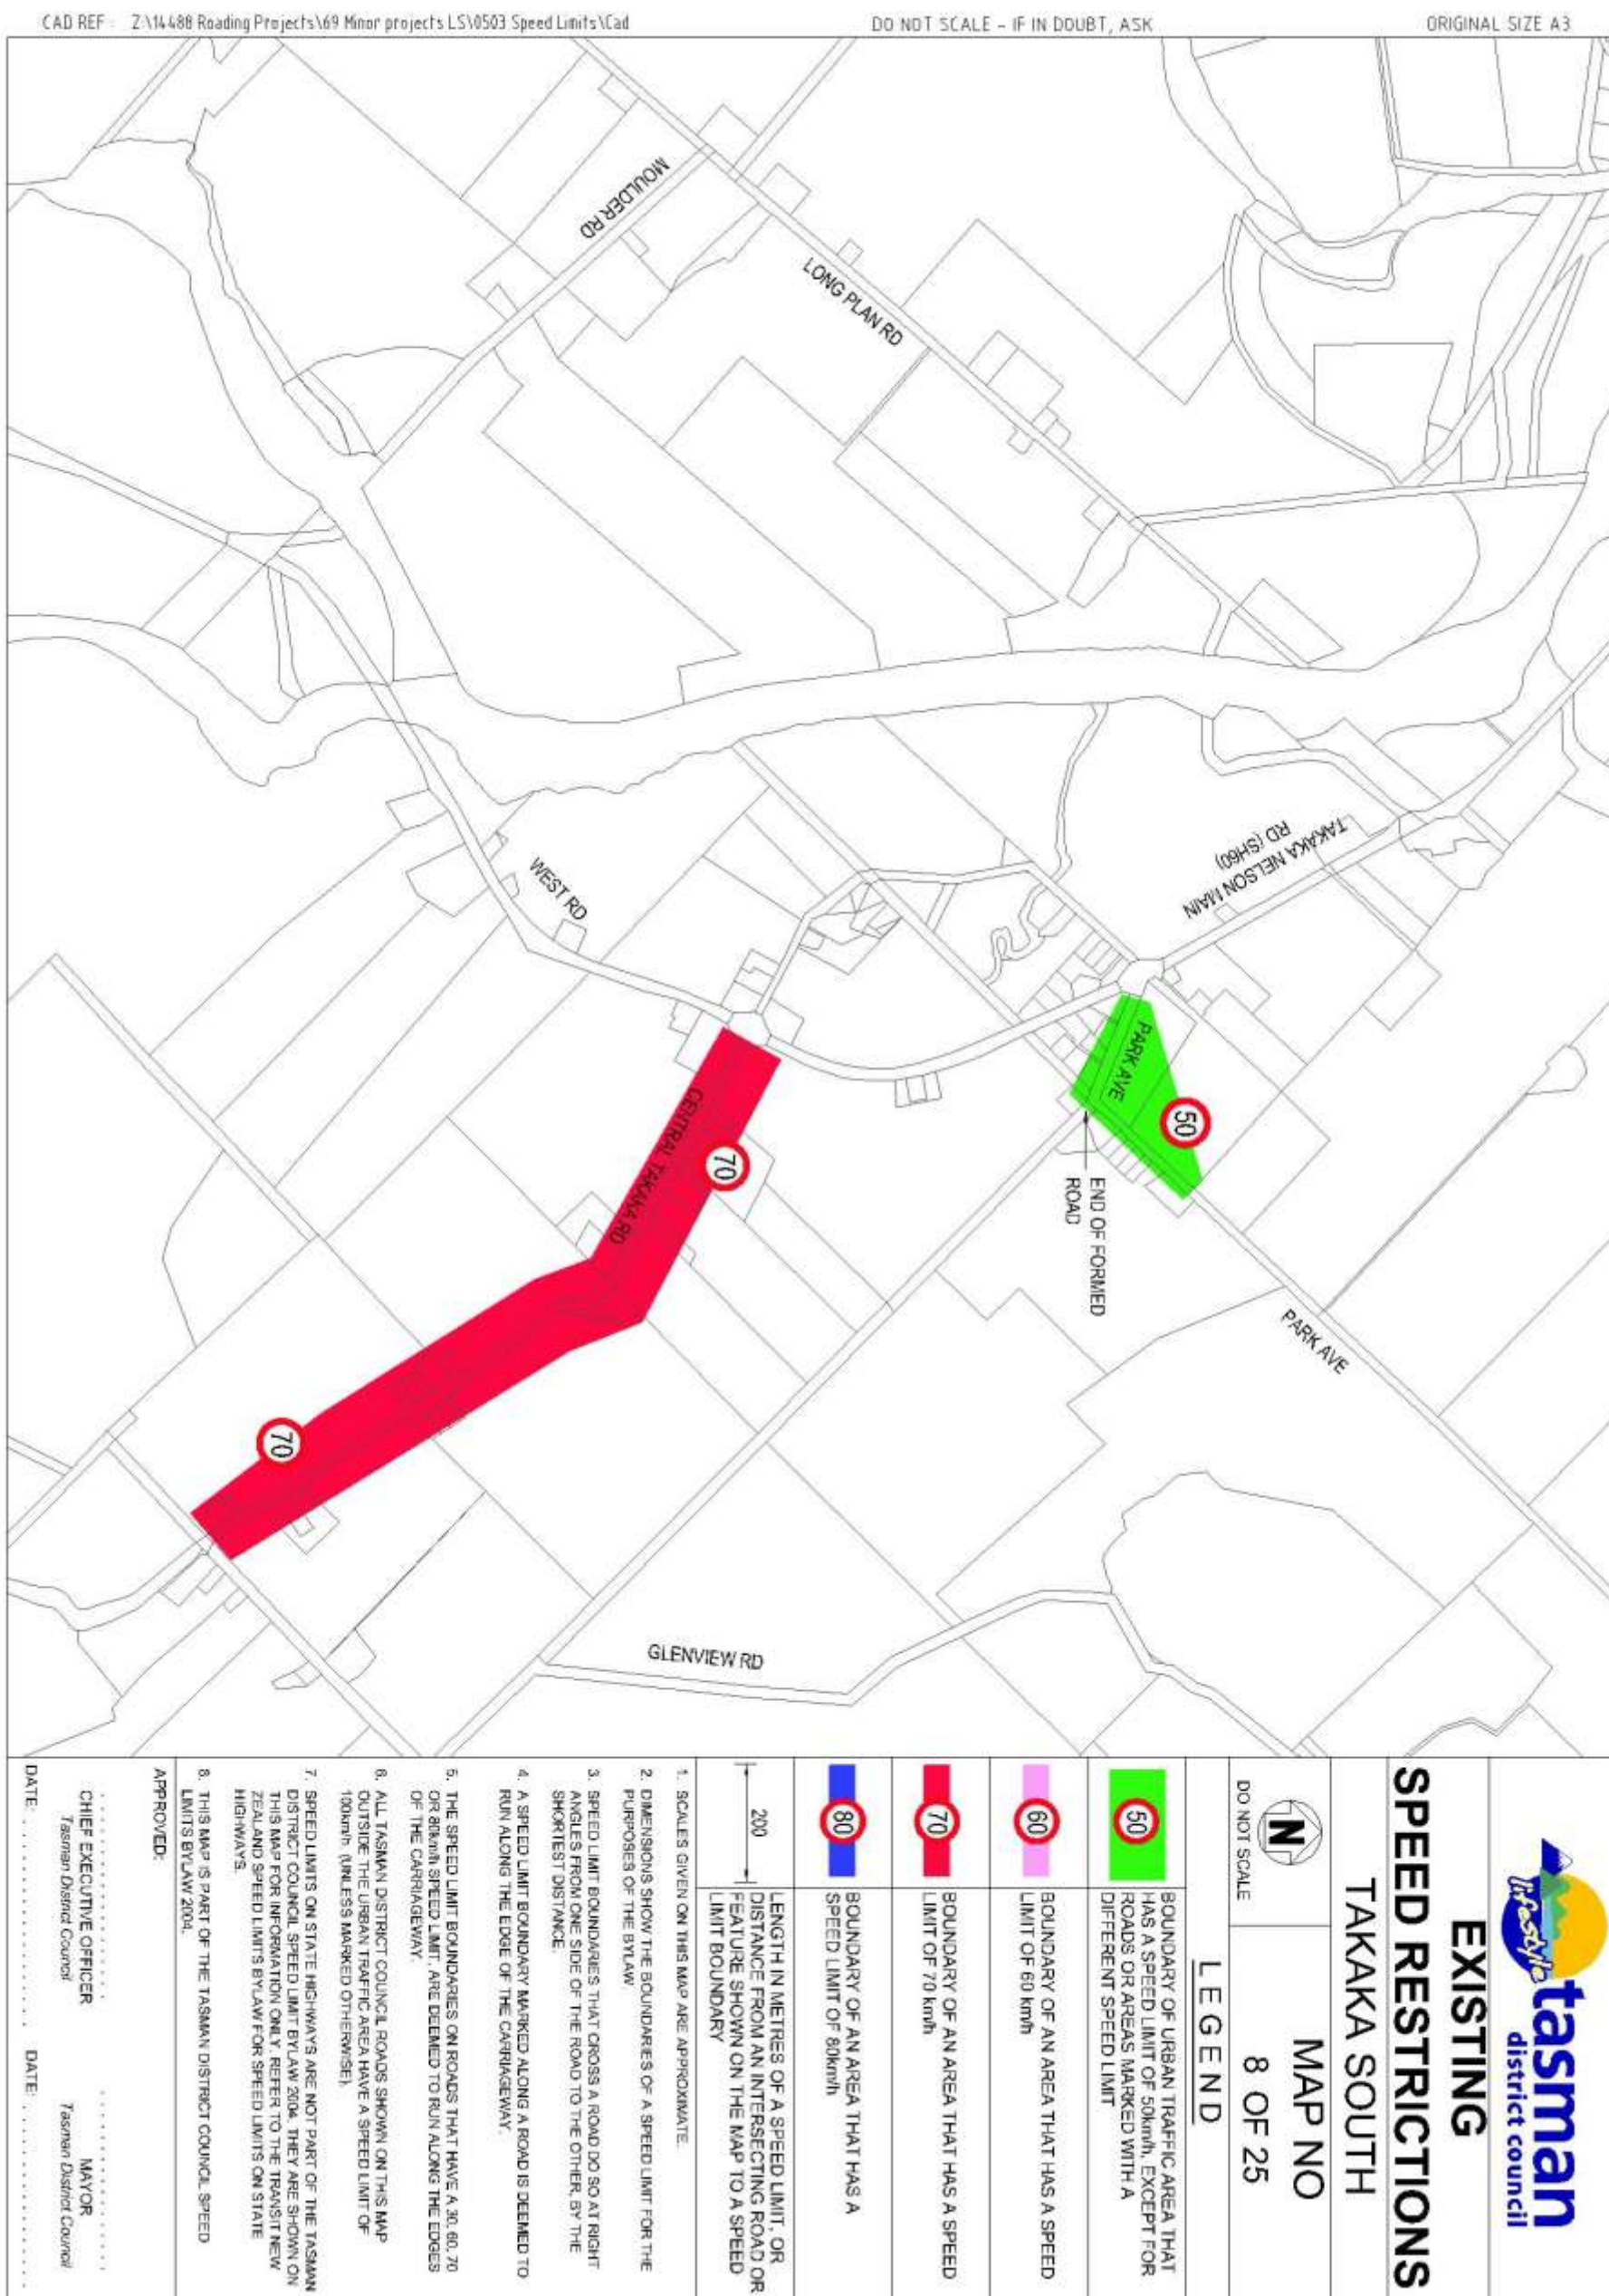 CAD REF : Z:\14488 Roading Projects\69 Minor projects LS\0503 Speed Limits\Cad
DO NOT SCALE - IF IN DOUBT, ASK
ORIGINAL SIZE A3
MOULDER RD
LONG PLAN RD
TAKAKA NELSON MAIN
RD (SH60)
WEST RD
PARK AVE
50
END OF FORMED
ROAD
PARK AVE
CENTRAL TAKAKA RD
70
70
GLENVIEW RD
lifestyle
tasman
district council
EXISTING
SPEED RESTRICTIONS
TAKAKA SOUTH
N
DO NOT SCALE
MAP NO
8 OF 25
LEGEND
50
BOUNDARY OF URBAN TRAFFIC AREA THAT
HAS A SPEED LIMIT OF 50km/h, EXCEPT FOR
ROADS OR AREAS MARKED WITH A
DIFFERENT SPEED LIMIT
60
BOUNDARY OF AN AREA THAT HAS A SPEED
LIMIT OF 60 km/h
70
BOUNDARY OF AN AREA THAT HAS A SPEED
LIMIT OF 70 km/h
80
BOUNDARY OF AN AREA THAT HAS A
SPEED LIMIT OF 80km/h
200
LENGTH IN METRES OF A SPEED LIMIT, OR
DISTANCE FROM AN INTERSECTING ROAD OR
FEATURE SHOWN ON THE MAP TO A SPEED
LIMIT BOUNDARY
1. SCALES GIVEN ON THIS MAP ARE APPROXIMATE.
2. DIMENSIONS SHOW THE BOUNDARIES OF A SPEED LIMIT FOR THE
PURPOSES OF THE BYLAW.
3. SPEED LIMIT BOUNDARIES THAT CROSS A ROAD DO SO AT RIGHT
ANGLES FROM ONE SIDE OF THE ROAD TO THE OTHER, BY THE
SHORTEST DISTANCE.
4. A SPEED LIMIT BOUNDARY MARKED ALONG A ROAD IS DEEMED TO
RUN ALONG THE EDGE OF THE CARRIAGEWAY.
5. THE SPEED LIMIT BOUNDARIES ON ROADS THAT HAVE A 30, 60, 70
OR 80km/h SPEED LIMIT, ARE DEEMED TO RUN ALONG THE EDGES
OF THE CARRIAGEWAY.
6. ALL TASMAN DISTRICT COUNCIL ROADS SHOWN ON THIS MAP
OUTSIDE THE URBAN TRAFFIC AREA HAVE A SPEED LIMIT OF
100km/h (UNLESS MARKED OTHERWISE).
7. SPEED LIMITS ON STATE HIGHWAYS ARE NOT PART OF THE TASMAN
DISTRICT COUNCIL SPEED LIMIT BYLAW 2004. THEY ARE SHOWN ON
THIS MAP FOR INFORMATION ONLY. REFER TO THE TRANSIT NEW
ZEALAND SPEED LIMITS BYLAW FOR SPEED LIMITS ON STATE
HIGHWAYS.
8. THIS MAP IS PART OF THE TASMAN DISTRICT COUNCIL SPEED
LIMITS BYLAW 2004.
APPROVED:
CHIEF EXECUTIVE OFFICER
Tasman District Council
MAYOR
Tasman District Council
DATE:
DATE: